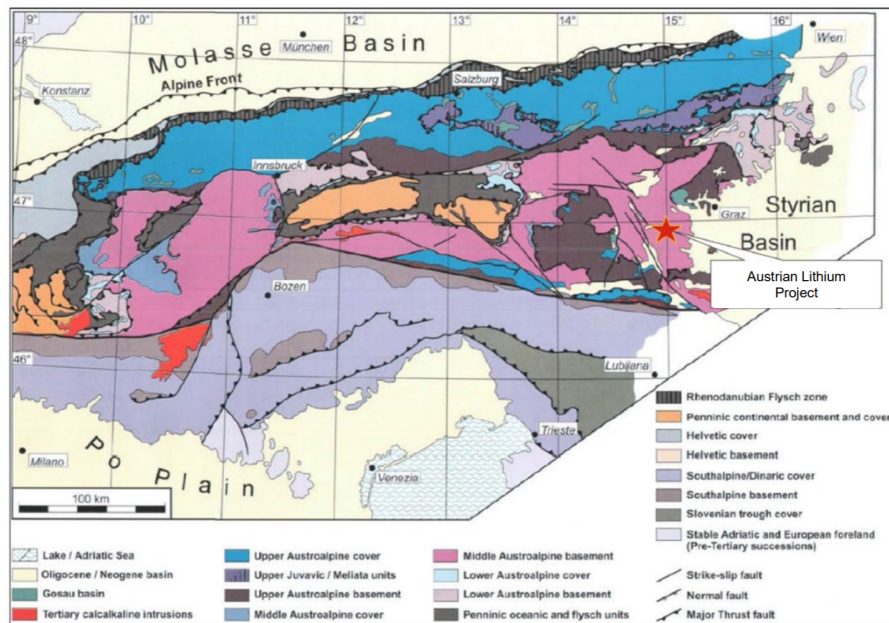 9° 10° 11° 12° 13° 14° 15° 16°
Wien
48°
München
Molasse Basin
Alpine Front
Konstanz
Salzburg
Innsbruck
47°
Graz
Styrian
Basin
Austrian Lithium
Project
Bozen
46°
Lubijana
Trieste
Milano
Po Plain
Venezia
100 km
Rhenodanubian Flysch zone
Penninic continental basement and cover
Helvetic cover
Helvetic basement
Southalpine/Dinaric cover
Southalpine basement
Slovenian trough cover
Stable Adriatic and European foreland
(Pre-Tertiary successions)
Lake / Adriatic Sea
Oligocene / Neogene basin
Gosau basin
Tertiary calcalkaline intrusions
Upper Austroalpine cover
Upper Juvavic / Meliata units
Upper Austroalpine basement
Middle Austroalpine cover
Middle Austroalpine basement
Lower Austroalpine cover
Lower Austroalpine basement
Penninic oceanic and flysch units
Strike-slip fault
Normal fault
Major Thrust fault